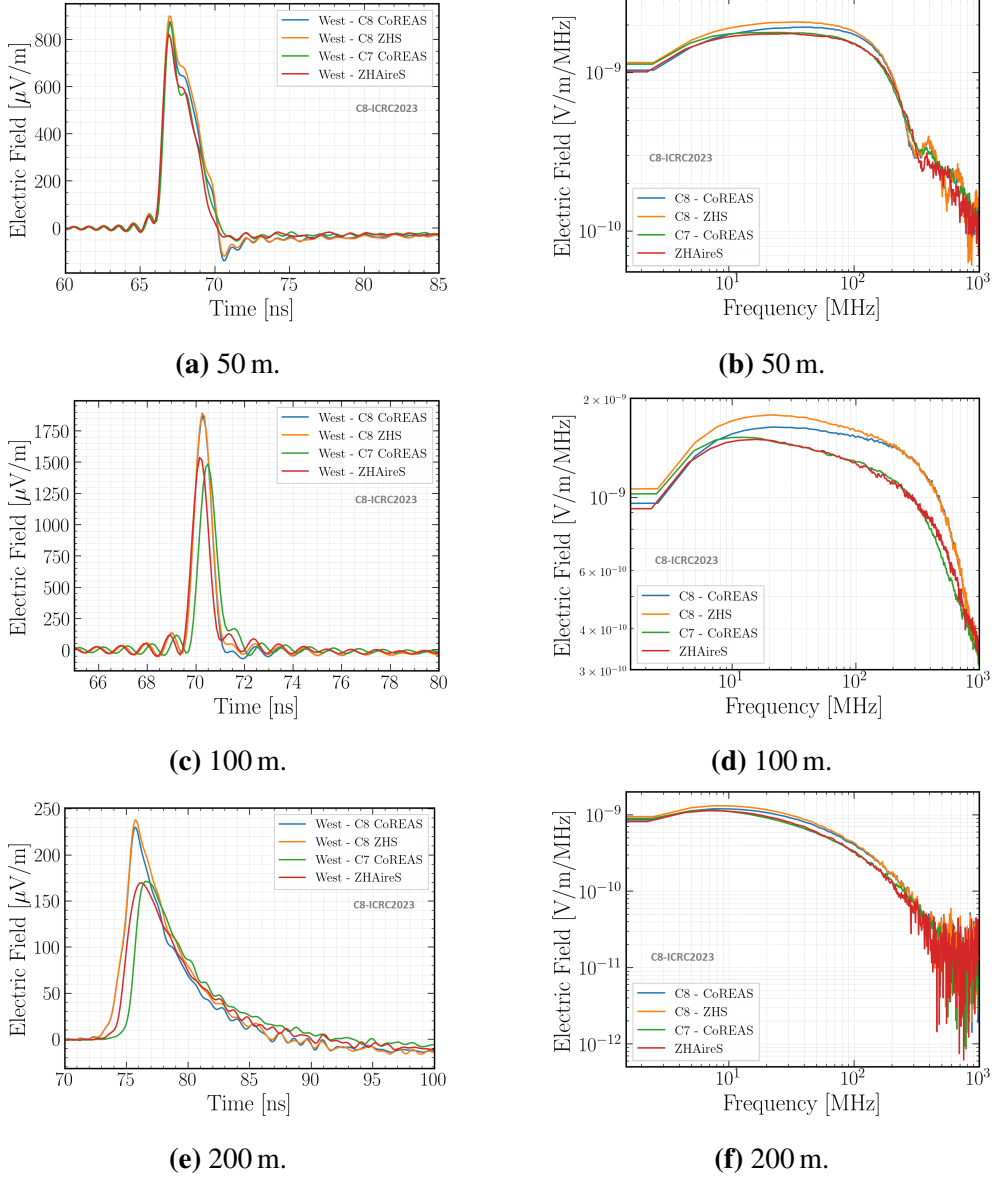 800
600
400
200
0
60
65
70
75
80
85
Electric Field [μV/m]
Time [ns]
West - C8 CoREAS
West - C8 ZHS
West - C7 CoREAS
West - ZHAireS
C8-ICRC2023
(a) 50 m.
10⁻⁹
10⁻¹⁰
10¹
10²
10³
Electric Field [V/m/MHz]
Frequency [MHz]
C8-ICRC2023
C8 - CoREAS
C8 - ZHS
C7 - CoREAS
ZHAireS
(b) 50 m.
1750
1500
1250
1000
750
500
250
0
66
68
70
72
74
76
78
80
Electric Field [μV/m]
Time [ns]
West - C8 CoREAS
West - C8 ZHS
West - C7 CoREAS
West - ZHAireS
C8-ICRC2023
(c) 100 m.
2 × 10⁻⁹
10⁻⁹
6 × 10⁻¹⁰
4 × 10⁻¹⁰
3 × 10⁻¹⁰
10¹
10²
10³
Electric Field [V/m/MHz]
Frequency [MHz]
C8-ICRC2023
C8 - CoREAS
C8 - ZHS
C7 - CoREAS
ZHAireS
(d) 100 m.
250
200
150
100
50
0
70
75
80
85
90
95
100
Electric Field [μV/m]
Time [ns]
West - C8 CoREAS
West - C8 ZHS
West - C7 CoREAS
West - ZHAireS
C8-ICRC2023
(e) 200 m.
10⁻⁹
10⁻¹⁰
10⁻¹¹
10⁻¹²
10¹
10²
10³
Electric Field [V/m/MHz]
Frequency [MHz]
C8-ICRC2023
C8 - CoREAS
C8 - ZHS
C7 - CoREAS
ZHAireS
(f) 200 m.